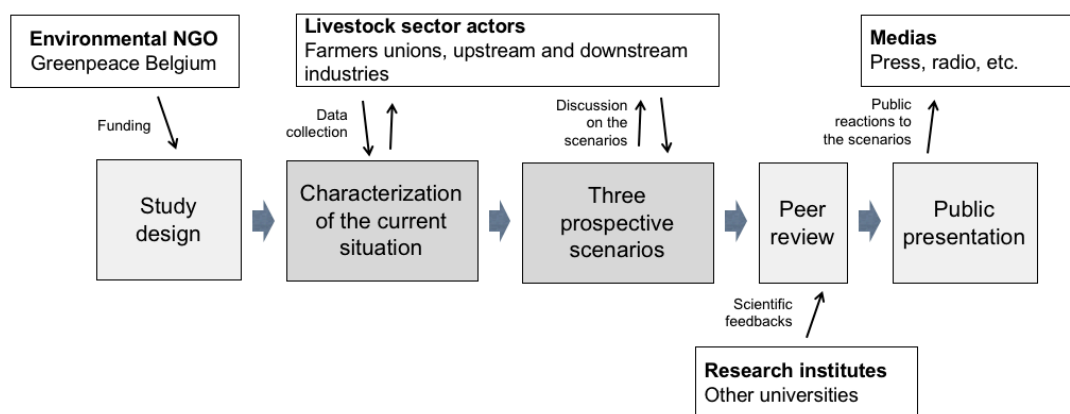 Environmental NGO
Greenpeace Belgium
Livestock sector actors
Farmers unions, upstream and downstream
industries
Medias
Press, radio, etc.
Funding
Data
collection
Discussion
on the
scenarios
Public
reactions to
the scenarios
Study
design
Characterization
of the current
situation
Three
prospective
scenarios
Peer
review
Public
presentation
Scientific
feedbacks
Research institutes
Other universities